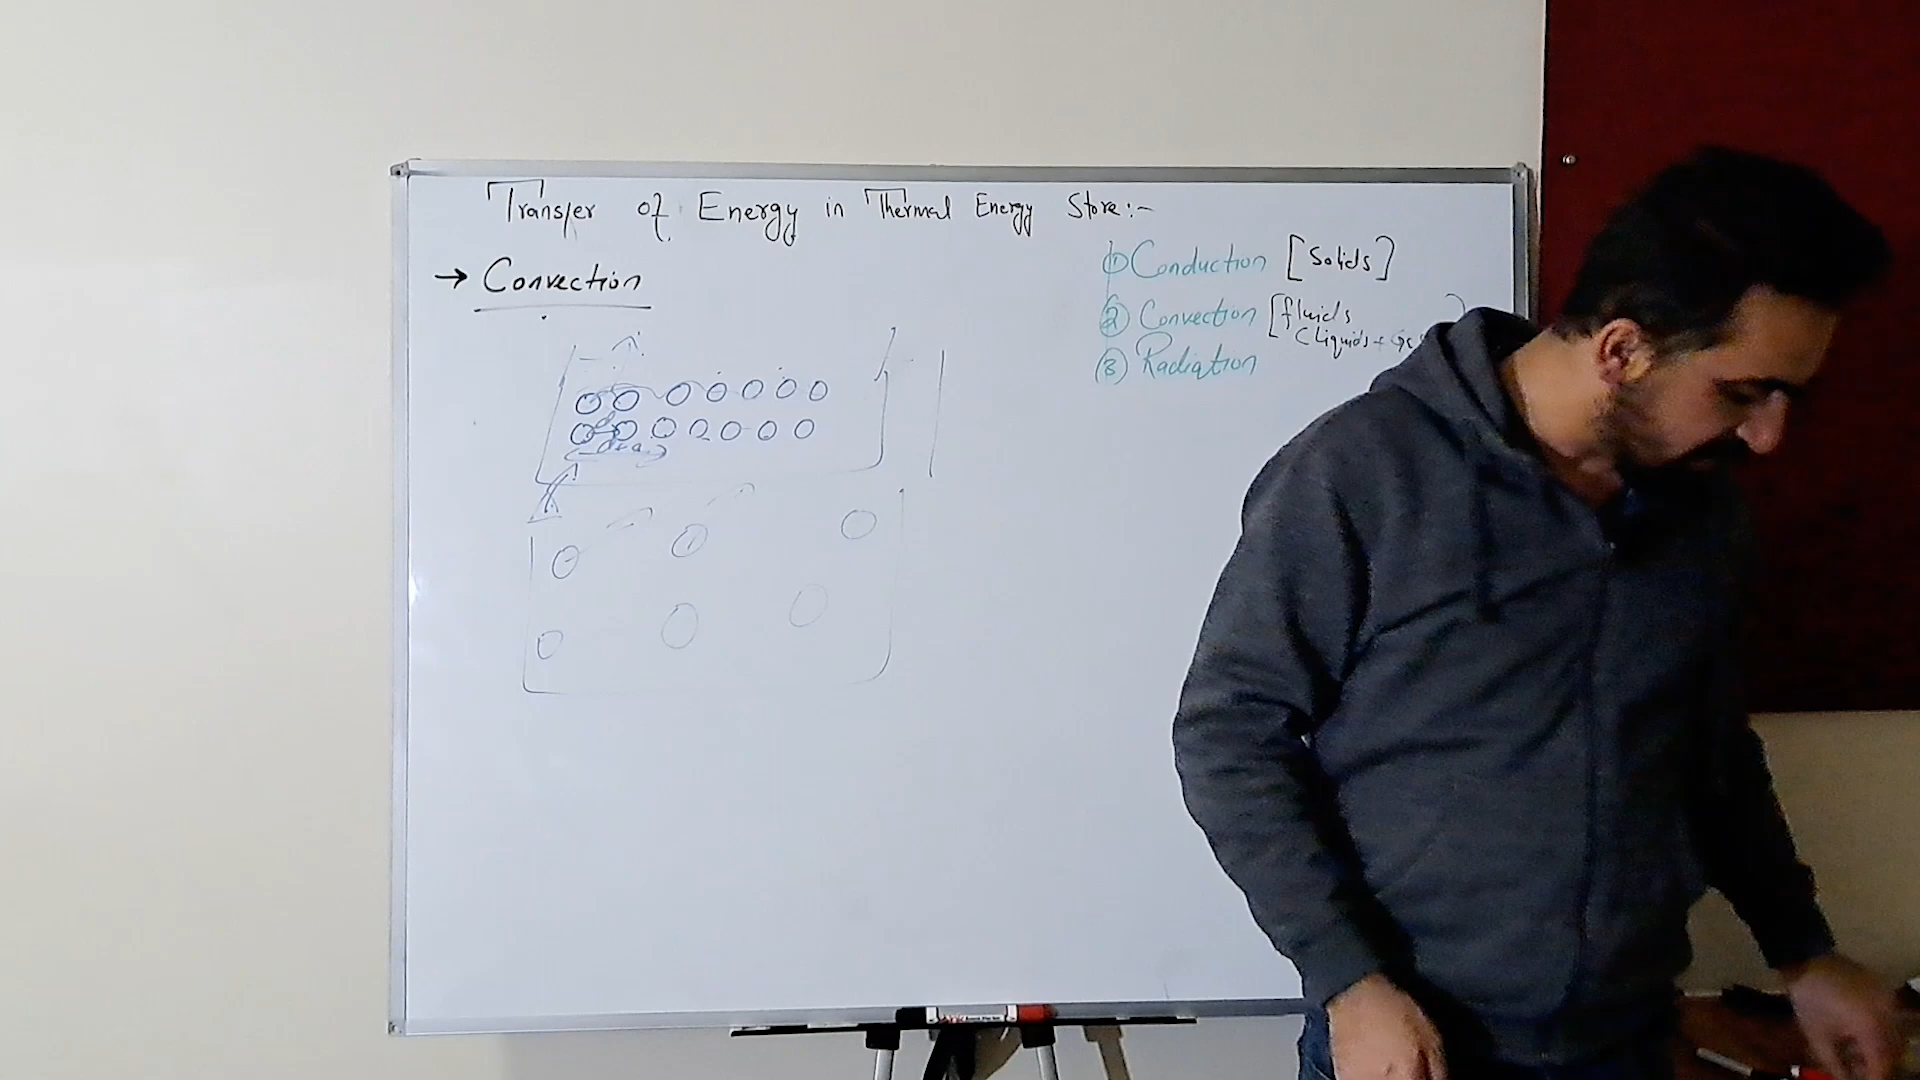 Transfer of Energy in Thermal Energy Store:-
→ Convection
① Conduction [Solids]
② Convection [fluids
(Liquids +
(3) Radiation